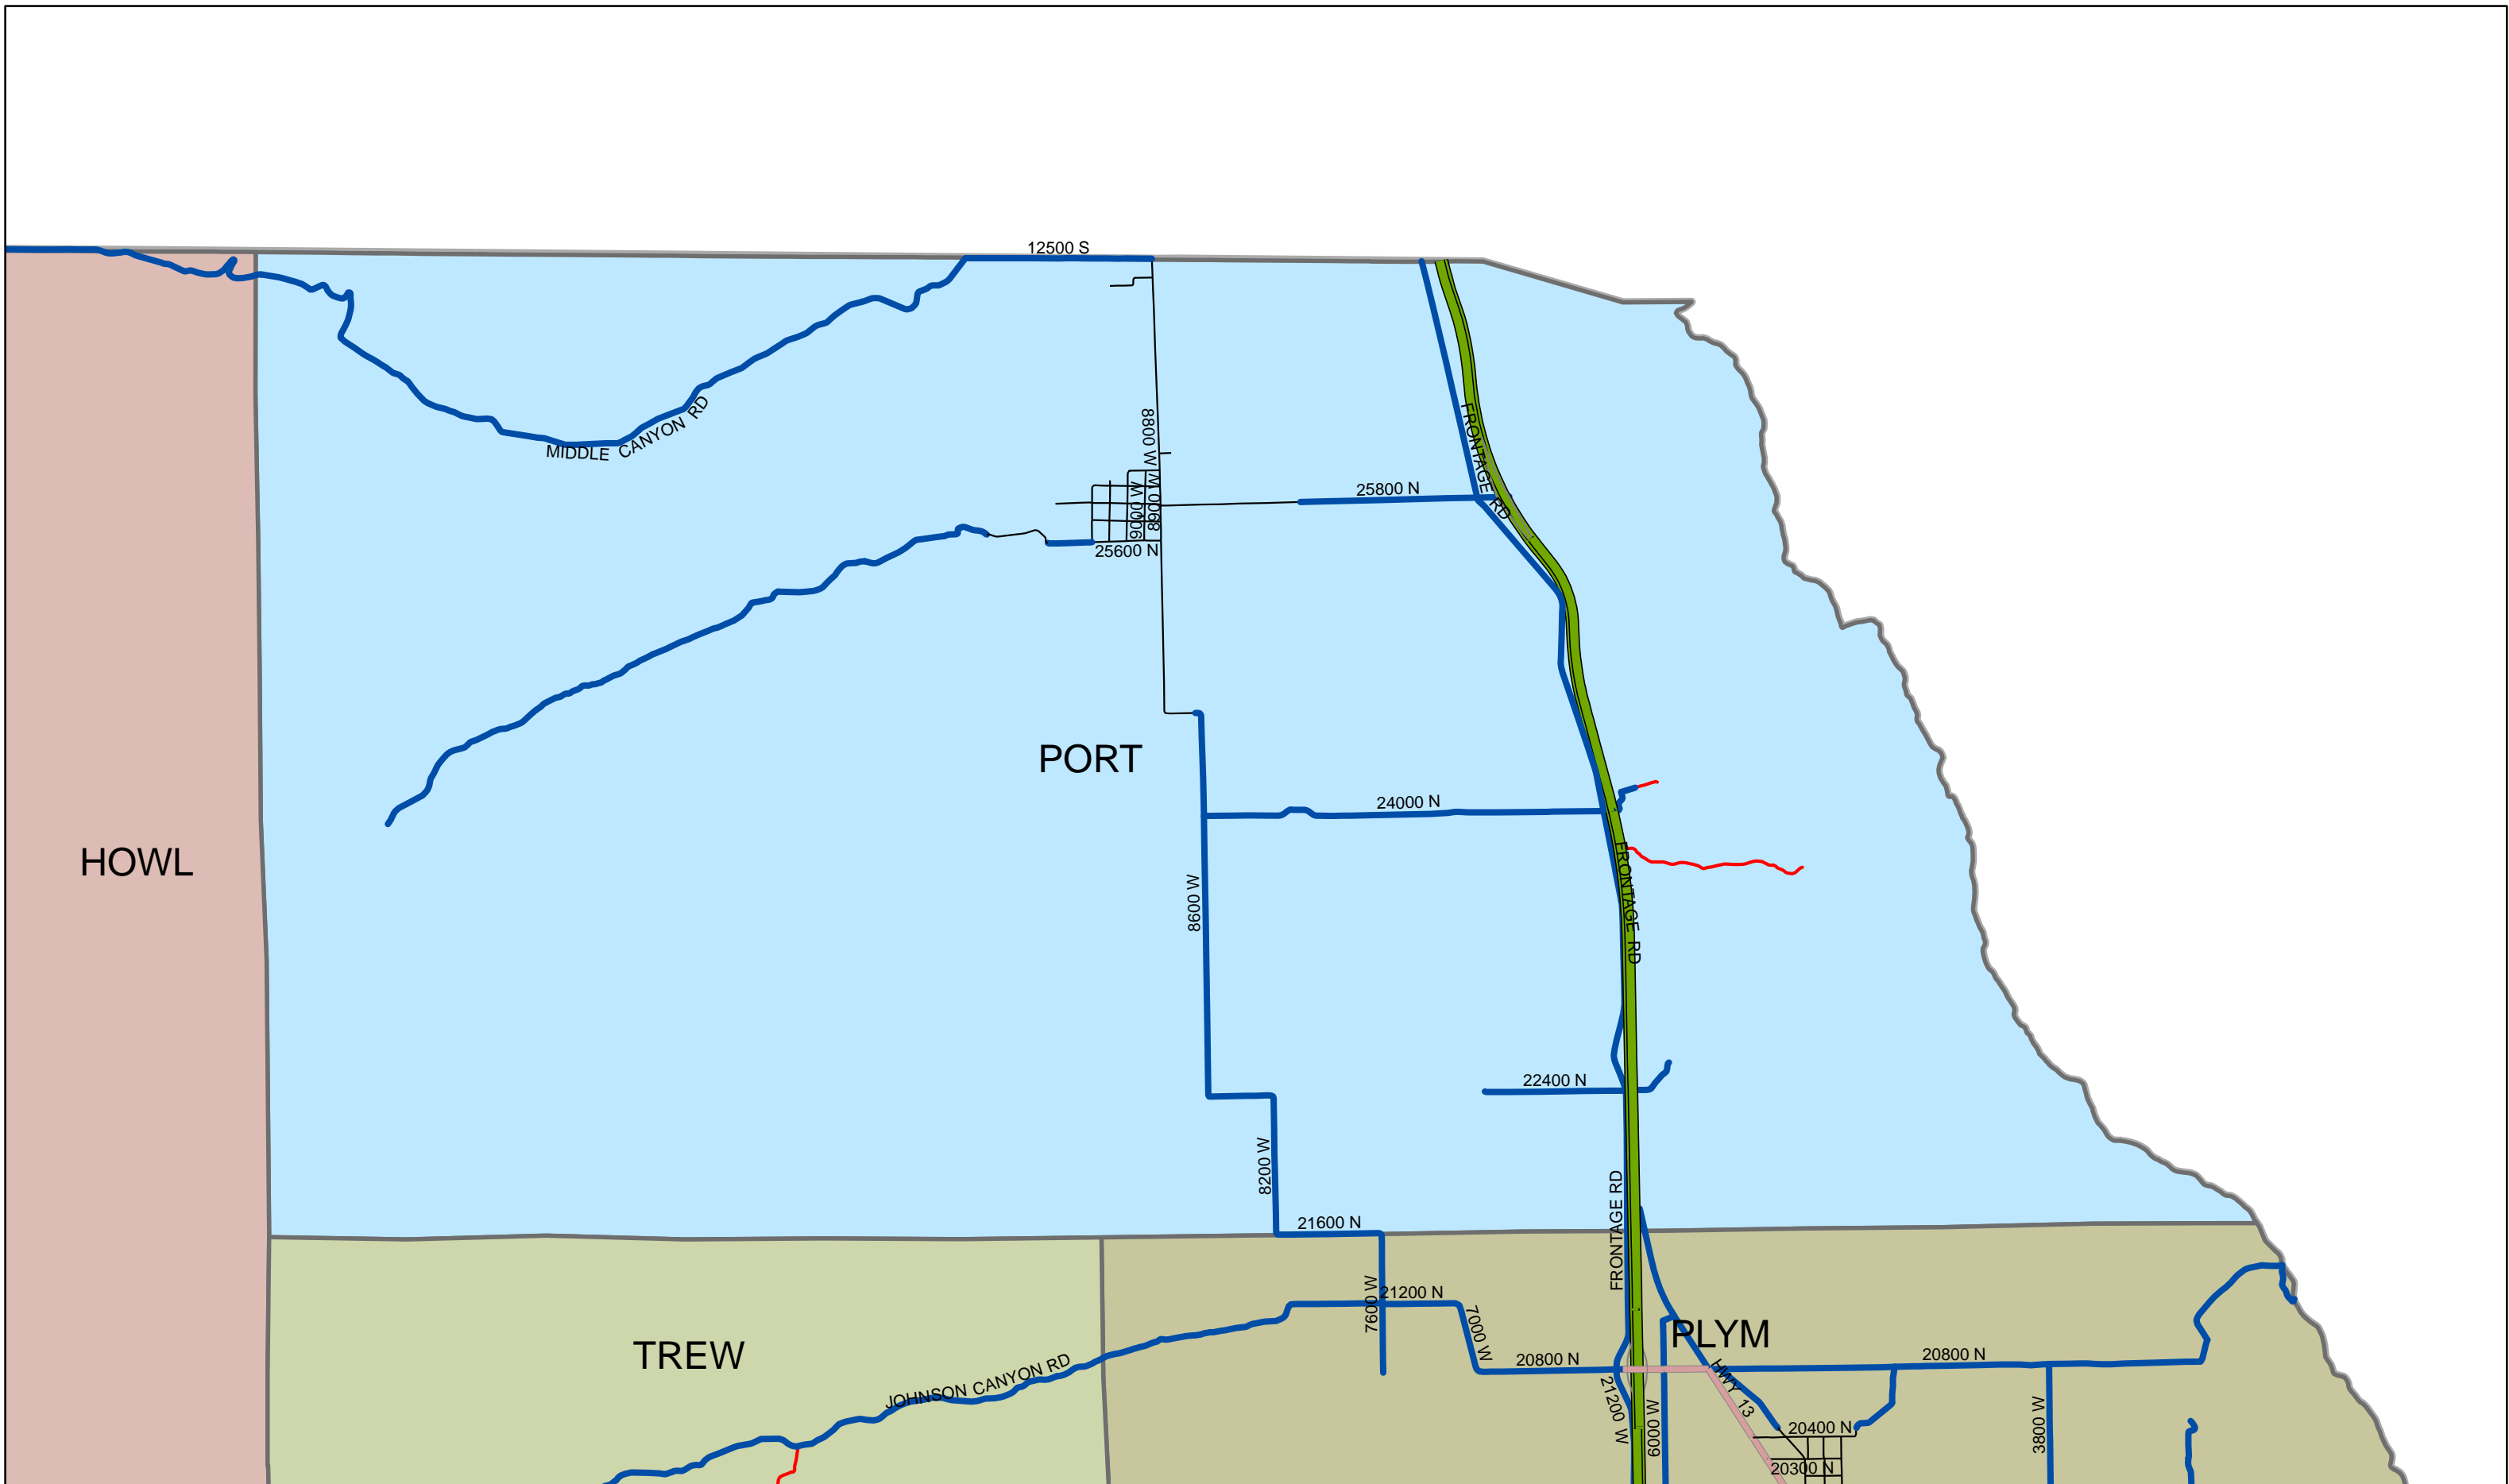 12500 S
MIDDLE CANYON RD
8800 W
FRONTAGE RD
25800 N
9000 W
8900 W
25600 N
PORT
24000 N
HOWL
FRONTAGE RD
8600 W
22400 N
8200 W
FRONTAGE RD
21600 N
7600 W
21200 N
7000 W
PLYM
TREW
20800 N
20800 N
JOHNSON CANYON RD
HWY 13
21200 W
6000 W
3800 W
20400 N
20300 N